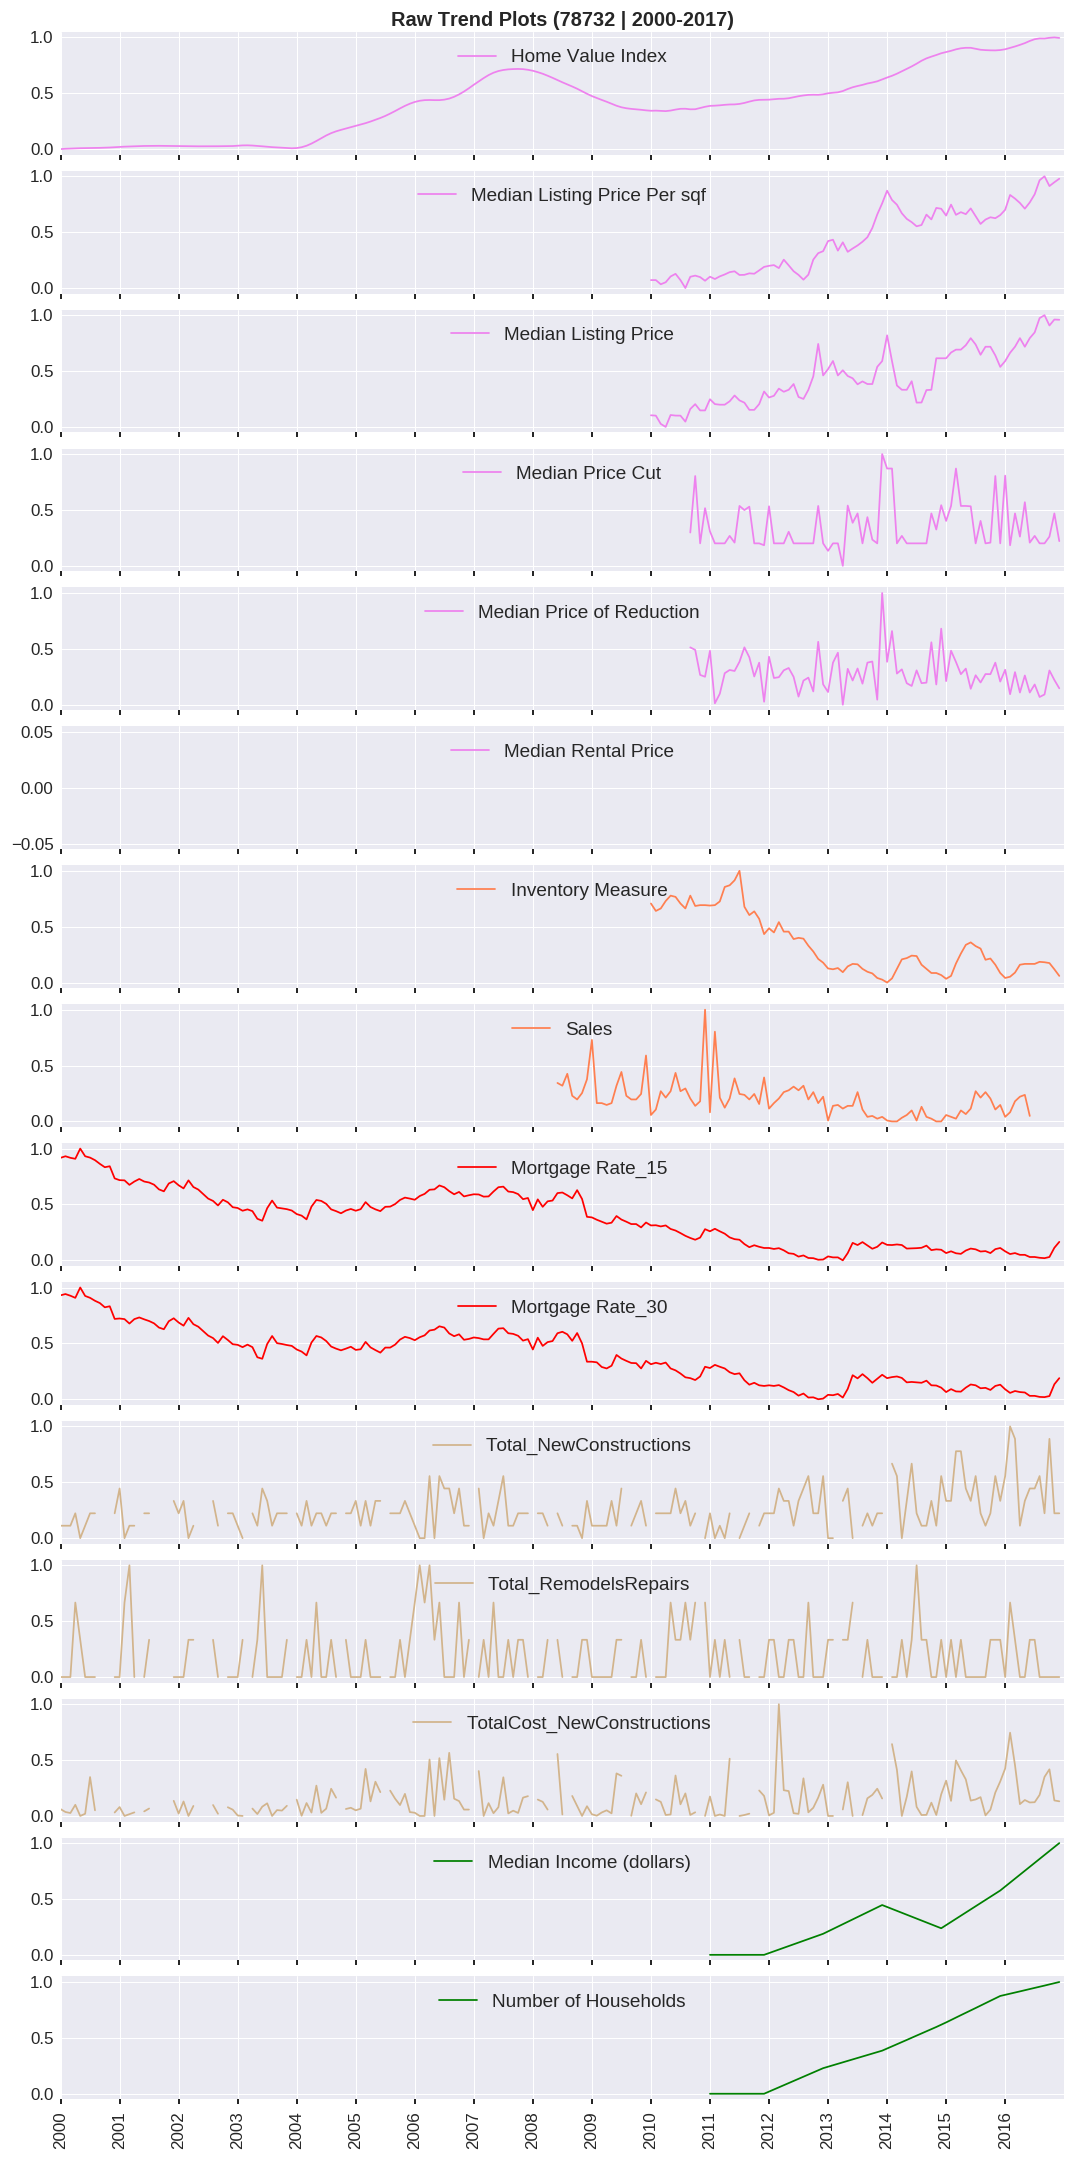 Raw Trend Plots (78732 | 2000-2017)
1.0
Home Value Index
0.5
0.0
1.0
Median Listing Price Per sqf
0.5
0.0
1.0
Median Listing Price
0.5
0.0
1.0
Median Price Cut
0.5
0.0
1.0
Median Price of Reduction
0.5
0.0
0.05
Median Rental Price
0.00
−0.05
1.0
Inventory Measure
0.5
0.0
1.0
Sales
0.5
0.0
1.0
Mortgage Rate_15
0.5
0.0
1.0
Mortgage Rate_30
0.5
0.0
1.0
Total_NewConstructions
0.5
0.0
1.0
Total_RemodelsRepairs
0.5
0.0
1.0
TotalCost_NewConstructions
0.5
0.0
1.0
Median Income (dollars)
0.5
0.0
1.0
Number of Households
0.5
0.0
2000 2001 2002 2003 2004 2005 2006 2007 2008 2009 2010 2011 2012 2013 2014 2015 2016